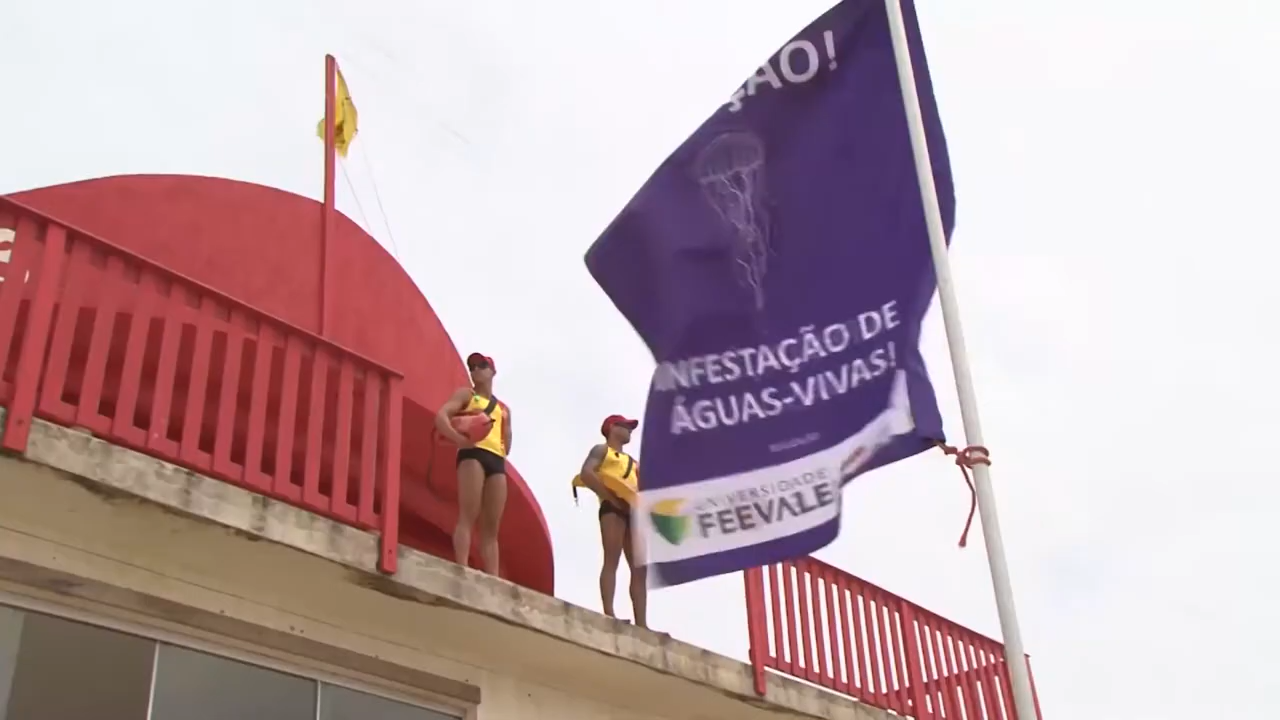 ÇÃO!
INFESTAÇÃO DE
ÁGUAS-VIVAS!
UNIVERSIDADE
FEEVALE